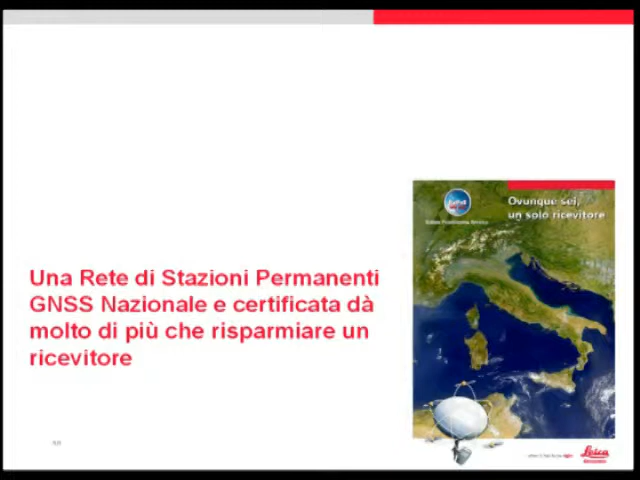 Ovunque sei,
un solo ricevitore
Una Rete di Stazioni Permanenti
GNSS Nazionale e certificata dà
molto di più che risparmiare un
ricevitore
Leica